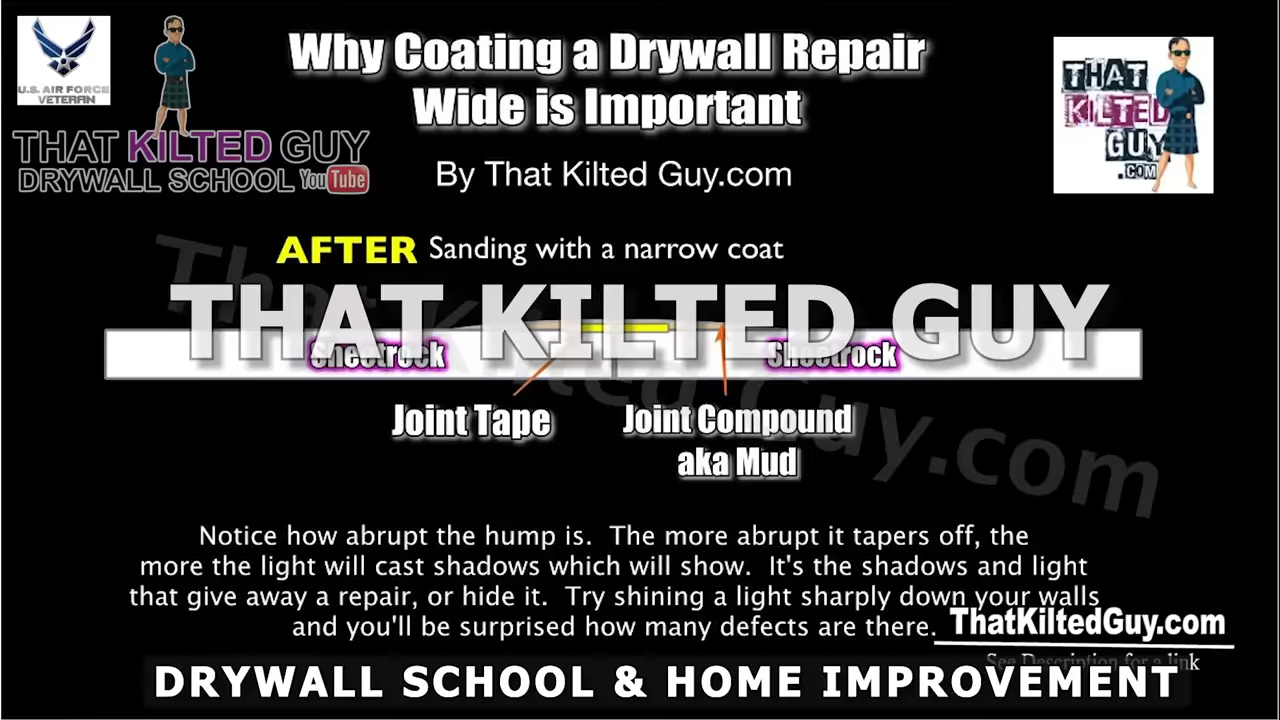 U.S. AIR FORCE
VETERAN
THAT KILTED GUY
DRYWALL SCHOOL YouTube
Why Coating a Drywall Repair
Wide is Important
By That Kilted Guy.com
THAT
KILTED
GUY
.COM
AFTER Sanding with a narrow coat
That Kilted Guy.com
THAT KILTED GUY
Sheetrock Sheetrock
Joint Tape
Joint Compound
aka Mud
Notice how abrupt the hump is. The more abrupt it tapers off, the
more the light will cast shadows which will show. It's the shadows and light
that give away a repair, or hide it. Try shining a light sharply down your walls
and you'll be surprised how many defects are there.
ThatKiltedGuy.com
See Description for a link
DRYWALL SCHOOL & HOME IMPROVEMENT